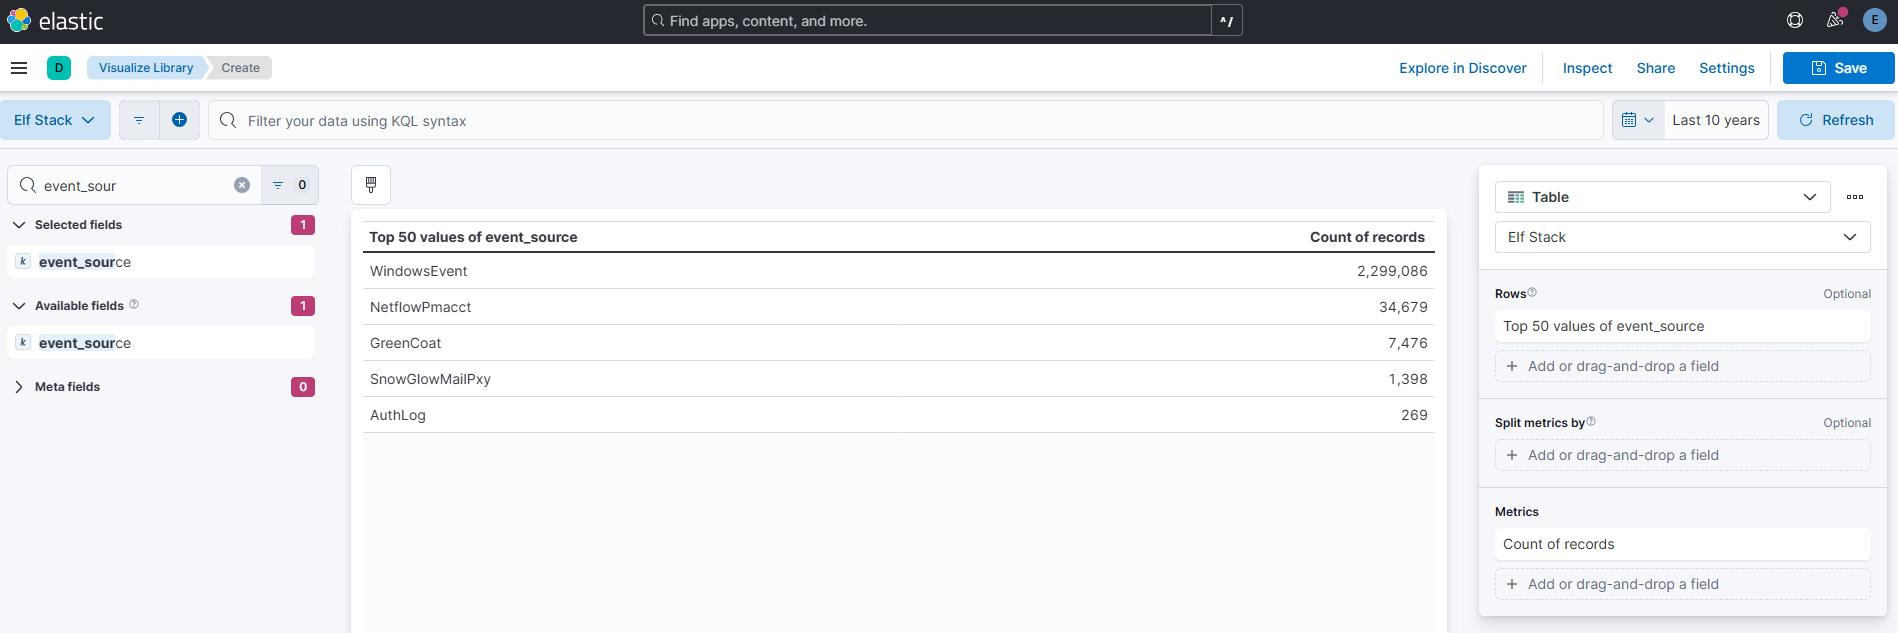 elastic
Find apps, content, and more.
^/
E
D
Visualize Library
Create
Explore in Discover
Inspect
Share
Settings
Save
Elf Stack
Filter your data using KQL syntax
Last 10 years
Refresh
event_sour
0
Selected fields
1
k event_source
Available fields
1
k event_source
Meta fields
0
Top 50 values of event_source Count of records
WindowsEvent 2,299,086
NetflowPmacct 34,679
GreenCoat 7,476
SnowGlowMailPxy 1,398
AuthLog 269
Table
Elf Stack
Rows Optional
Top 50 values of event_source
Add or drag-and-drop a field
Split metrics by Optional
Add or drag-and-drop a field
Metrics
Count of records
Add or drag-and-drop a field